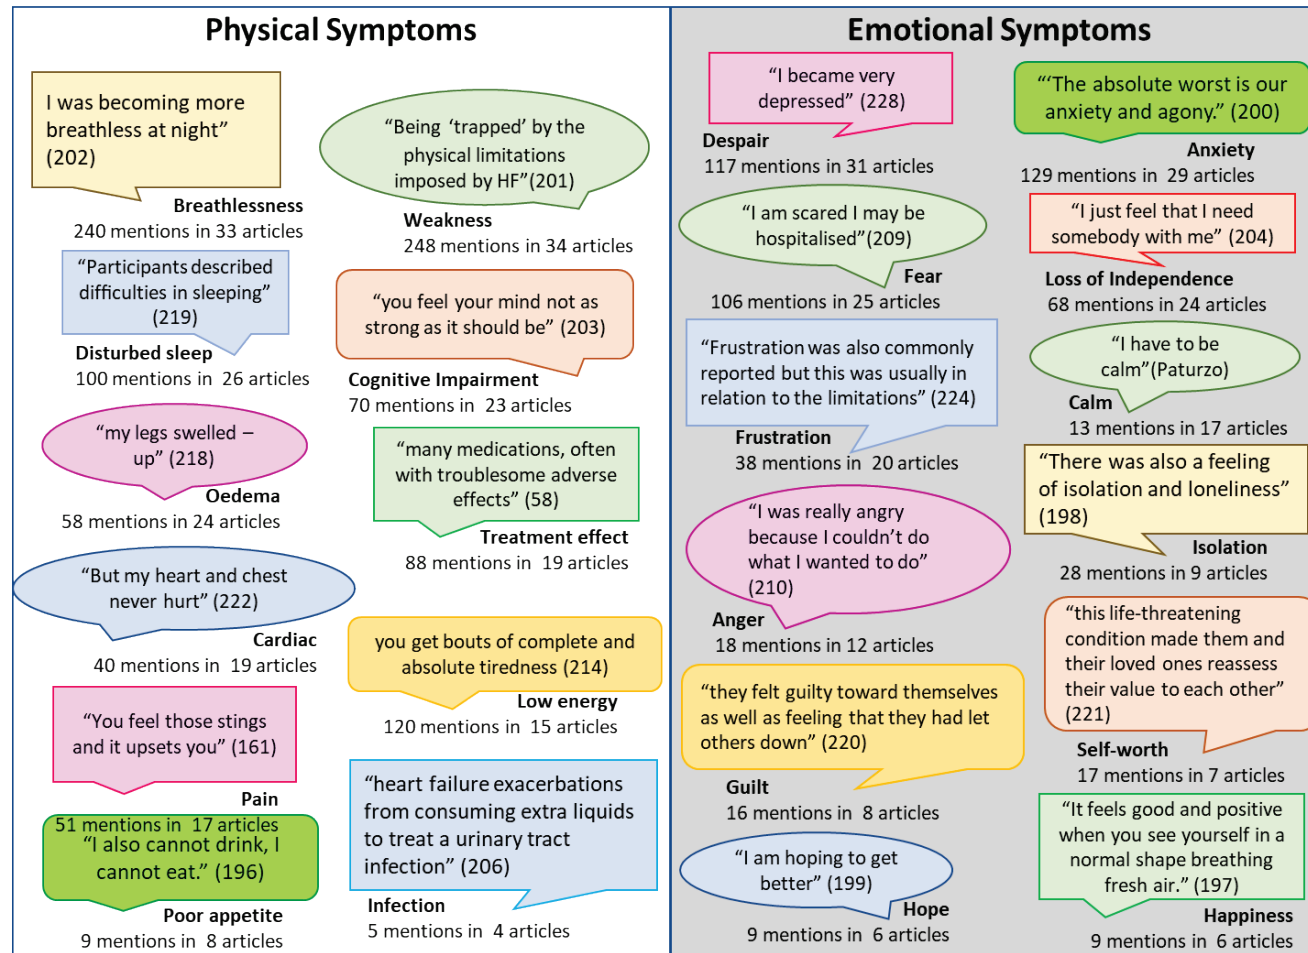 Physical Symptoms
I was becoming more
breathless at night”
(202)
Breathlessness
240 mentions in 33 articles
“Being ‘trapped’ by the
physical limitations
imposed by HF”(201)
Weakness
248 mentions in 34 articles
“Participants described
difficulties in sleeping”
(219)
Disturbed sleep
100 mentions in 26 articles
“you feel your mind not as
strong as it should be” (203)
Cognitive Impairment
70 mentions in 23 articles
“my legs swelled –
up” (218)
Oedema
58 mentions in 24 articles
“many medications, often
with troublesome adverse
effects” (58)
Treatment effect
88 mentions in 19 articles
“But my heart and chest
never hurt” (222)
Cardiac
40 mentions in 19 articles
you get bouts of complete and
absolute tiredness (214)
Low energy
120 mentions in 15 articles
“You feel those stings
and it upsets you” (161)
Pain
51 mentions in 17 articles
“I also cannot drink, I
cannot eat.” (196)
Poor appetite
9 mentions in 8 articles
“heart failure exacerbations
from consuming extra liquids
to treat a urinary tract
infection” (206)
Infection
5 mentions in 4 articles
Emotional Symptoms
“I became very
depressed” (228)
Despair
117 mentions in 31 articles
“‘The absolute worst is our
anxiety and agony.” (200)
Anxiety
129 mentions in 29 articles
“I am scared I may be
hospitalised”(209)
Fear
106 mentions in 25 articles
“I just feel that I need
somebody with me” (204)
Loss of Independence
68 mentions in 24 articles
“Frustration was also commonly
reported but this was usually in
relation to the limitations” (224)
Frustration
38 mentions in 20 articles
“I have to be
calm”(Paturzo)
Calm
13 mentions in 17 articles
“I was really angry
because I couldn’t do
what I wanted to do”
(210)
Anger
18 mentions in 12 articles
“There was also a feeling
of isolation and loneliness”
(198)
Isolation
28 mentions in 9 articles
“they felt guilty toward themselves
as well as feeling that they had let
others down” (220)
Guilt
16 mentions in 8 articles
“this life-threatening
condition made them and
their loved ones reassess
their value to each other”
(221)
Self-worth
17 mentions in 7 articles
“I am hoping to get
better” (199)
Hope
9 mentions in 6 articles
“It feels good and positive
when you see yourself in a
normal shape breathing
fresh air.” (197)
Happiness
9 mentions in 6 articles